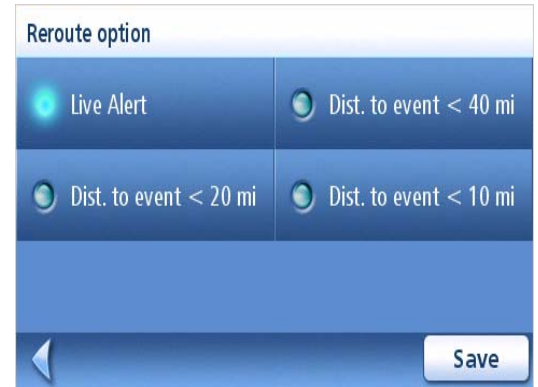 Reroute option
Live Alert
Dist. to event < 40 mi
Dist. to event < 20 mi
Dist. to event < 10 mi
Save